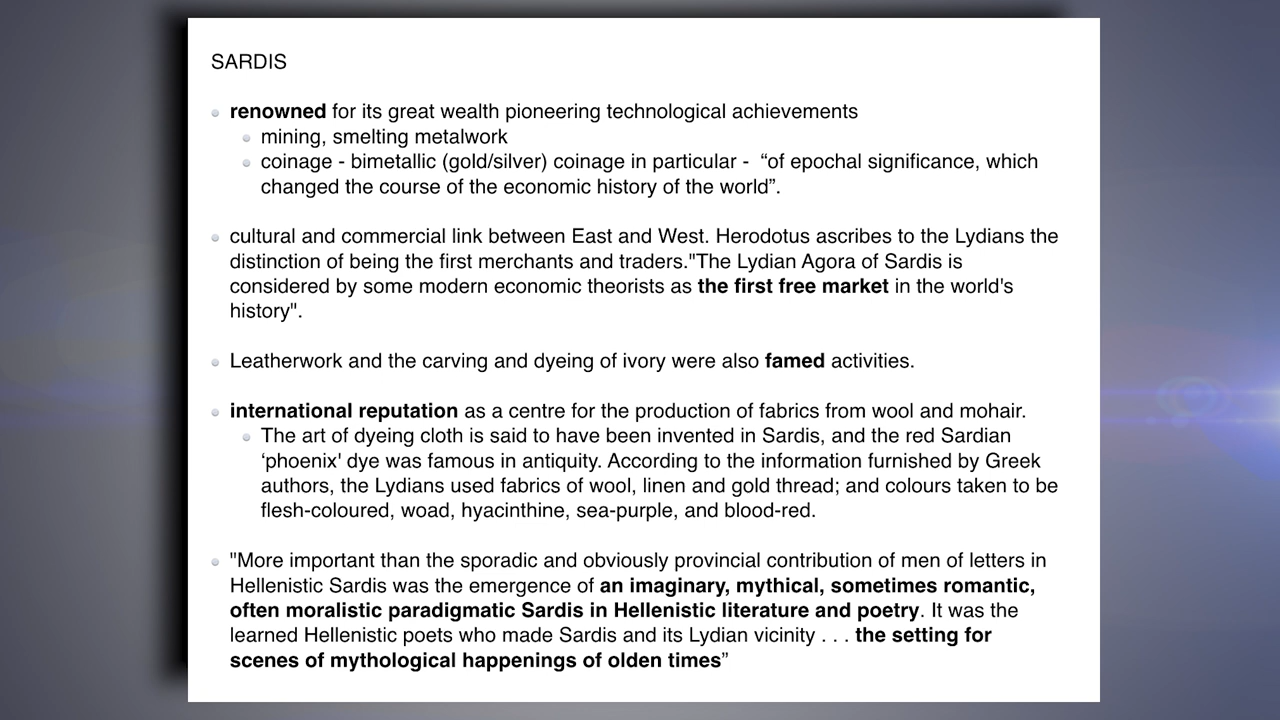 SARDIS
renowned for its great wealth pioneering technological achievements
mining, smelting metalwork
coinage - bimetallic (gold/silver) coinage in particular -  “of epochal significance, which
changed the course of the economic history of the world”.
cultural and commercial link between East and West. Herodotus ascribes to the Lydians the
distinction of being the first merchants and traders."The Lydian Agora of Sardis is
considered by some modern economic theorists as the first free market in the world's
history".
Leatherwork and the carving and dyeing of ivory were also famed activities.
international reputation as a centre for the production of fabrics from wool and mohair.
The art of dyeing cloth is said to have been invented in Sardis, and the red Sardian
‘phoenix' dye was famous in antiquity. According to the information furnished by Greek
authors, the Lydians used fabrics of wool, linen and gold thread; and colours taken to be
flesh-coloured, woad, hyacinthine, sea-purple, and blood-red.
"More important than the sporadic and obviously provincial contribution of men of letters in
Hellenistic Sardis was the emergence of an imaginary, mythical, sometimes romantic,
often moralistic paradigmatic Sardis in Hellenistic literature and poetry. It was the
learned Hellenistic poets who made Sardis and its Lydian vicinity . . . the setting for
scenes of mythological happenings of olden times”